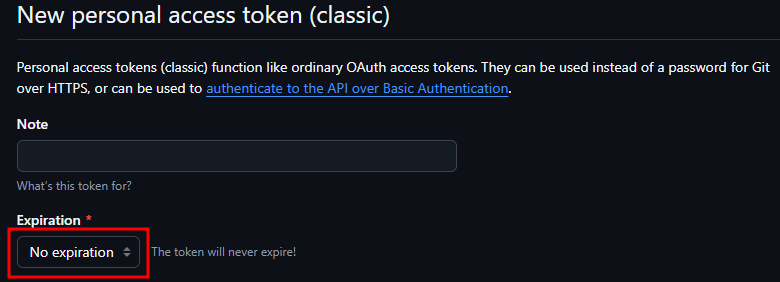 New personal access token (classic)
Personal access tokens (classic) function like ordinary OAuth access tokens. They can be used instead of a password for Git
over HTTPS, or can be used to authenticate to the API over Basic Authentication.
Note
What's this token for?
Expiration *
No expiration The token will never expire!